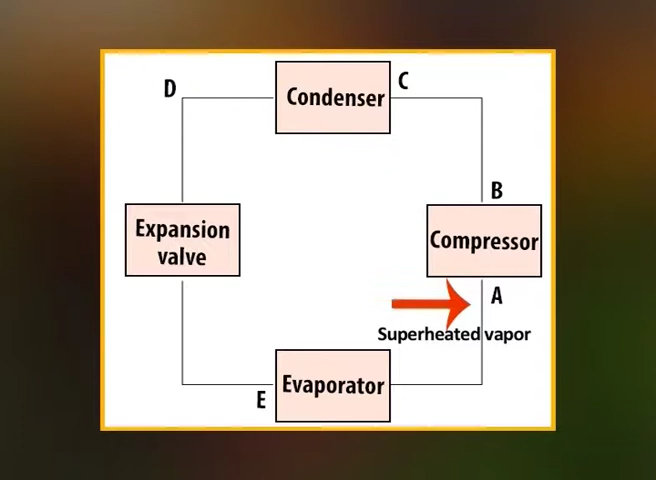 D
Condenser
C
B
Expansion
valve
Compressor
A
Superheated vapor
Evaporator
E